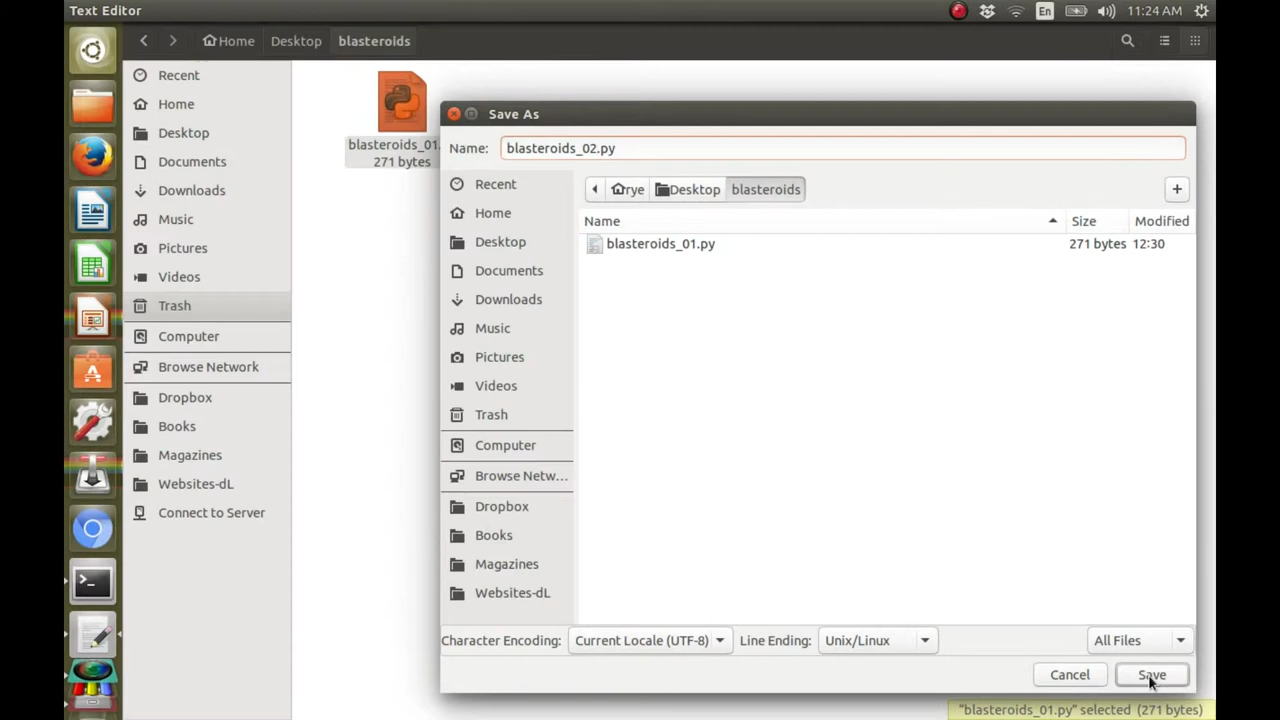 Text Editor
En
11:24 AM
Home
Desktop
blasteroids
Recent
Home
Desktop
Documents
Downloads
Music
Pictures
Videos
Trash
Computer
Browse Network
Dropbox
Books
Magazines
Websites-dL
Connect to Server
blasteroids_01.
271 bytes
Save As
Name: blasteroids_02.py
rye Desktop blasteroids
Name Size Modified
blasteroids_01.py 271 bytes 12:30
Recent
Home
Desktop
Documents
Downloads
Music
Pictures
Videos
Trash
Computer
Browse Netw…
Dropbox
Books
Magazines
Websites-dL
Character Encoding: Current Locale (UTF-8) Line Ending: Unix/Linux All Files
Cancel Save
"blasteroids_01.py" selected (271 bytes)